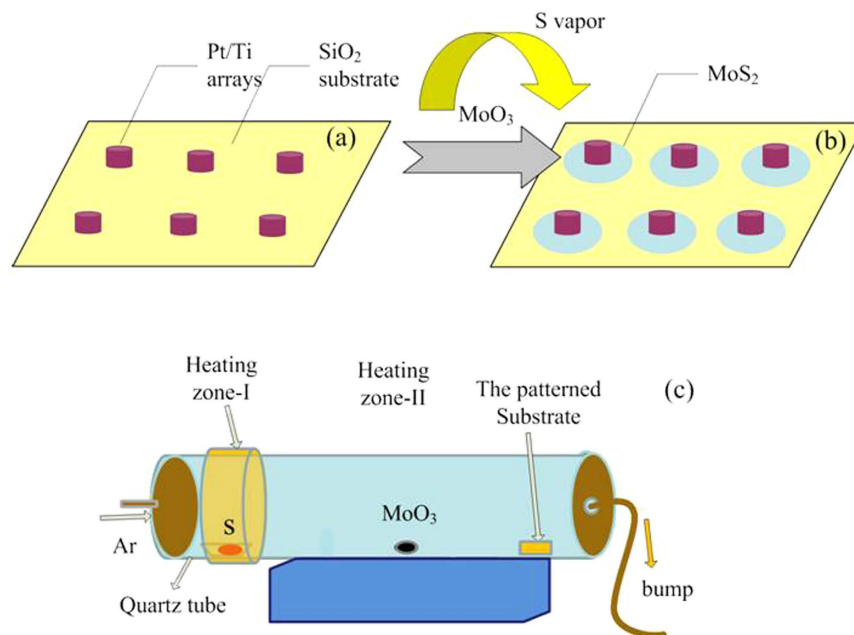 S vapor
Pt/Ti
arrays
SiO₂
substrate
MoS₂
MoO₃
(a)
(b)
Heating
zone-I
Heating
zone-II
The patterned
Substrate
(c)
S
MoO₃
Ar
Quartz tube
bump